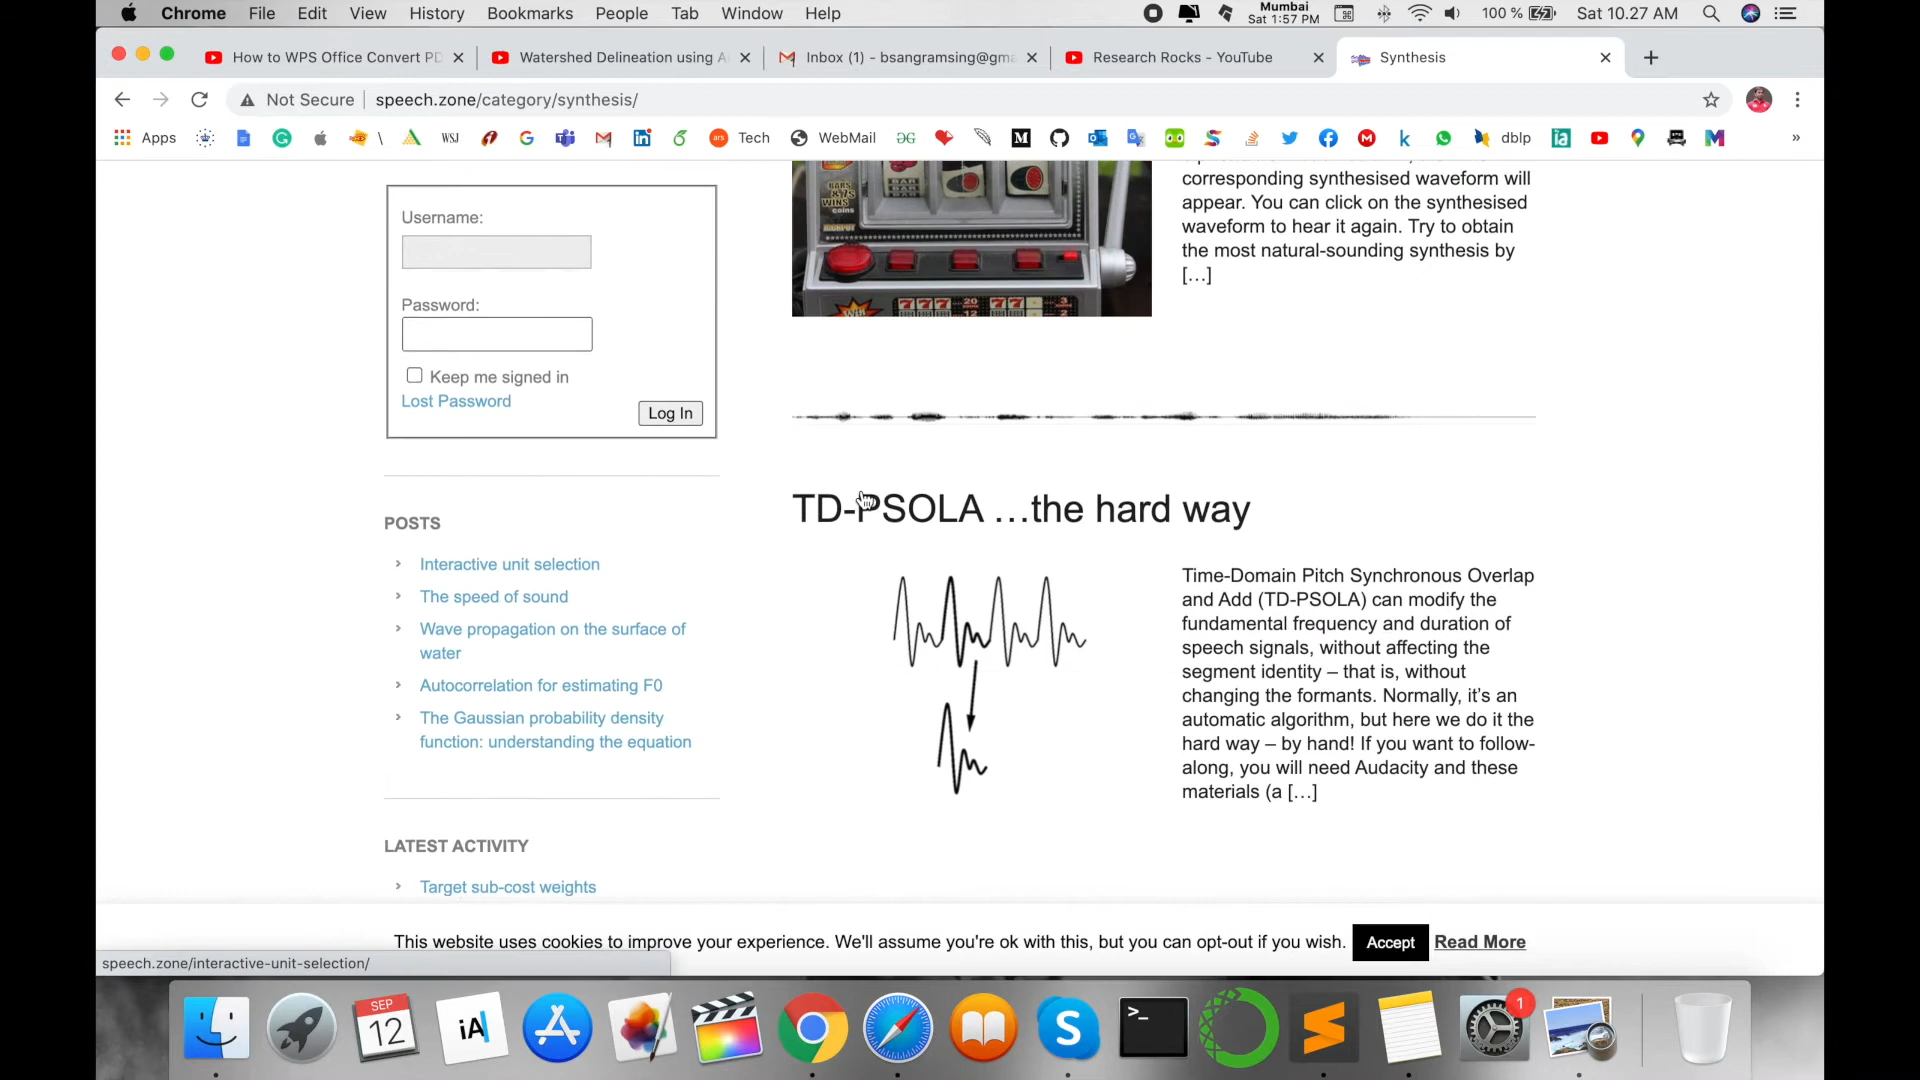 Chrome File Edit View History Bookmarks People Tab Window Help
Mumbai
Sat 1:57 PM
100 %
Sat 10.27 AM
How to WPS Office Convert PD
Watershed Delineation using A
Inbox (1) - bsangramsing@gma
Research Rocks - YouTube
Synthesis
Not Secure speech.zone/category/synthesis/
Apps
\
WSJ
ars Tech
WebMail
dblp
»
corresponding synthesised waveform will
appear. You can click on the synthesised
waveform to hear it again. Try to obtain
the most natural-sounding synthesis by
[…]
Username:
Password:
Keep me signed in
Lost Password
Log In
POSTS
Interactive unit selection
The speed of sound
Wave propagation on the surface of
water
Autocorrelation for estimating F0
The Gaussian probability density
function: understanding the equation
LATEST ACTIVITY
Target sub-cost weights
TD-PSOLA …the hard way
Time-Domain Pitch Synchronous Overlap
and Add (TD-PSOLA) can modify the
fundamental frequency and duration of
speech signals, without affecting the
segment identity – that is, without
changing the formants. Normally, it's an
automatic algorithm, but here we do it the
hard way – by hand! If you want to follow-
along, you will need Audacity and these
materials (a […]
This website uses cookies to improve your experience. We'll assume you're ok with this, but you can opt-out if you wish. Accept Read More
speech.zone/interactive-unit-selection/
SEP
12
iA
1